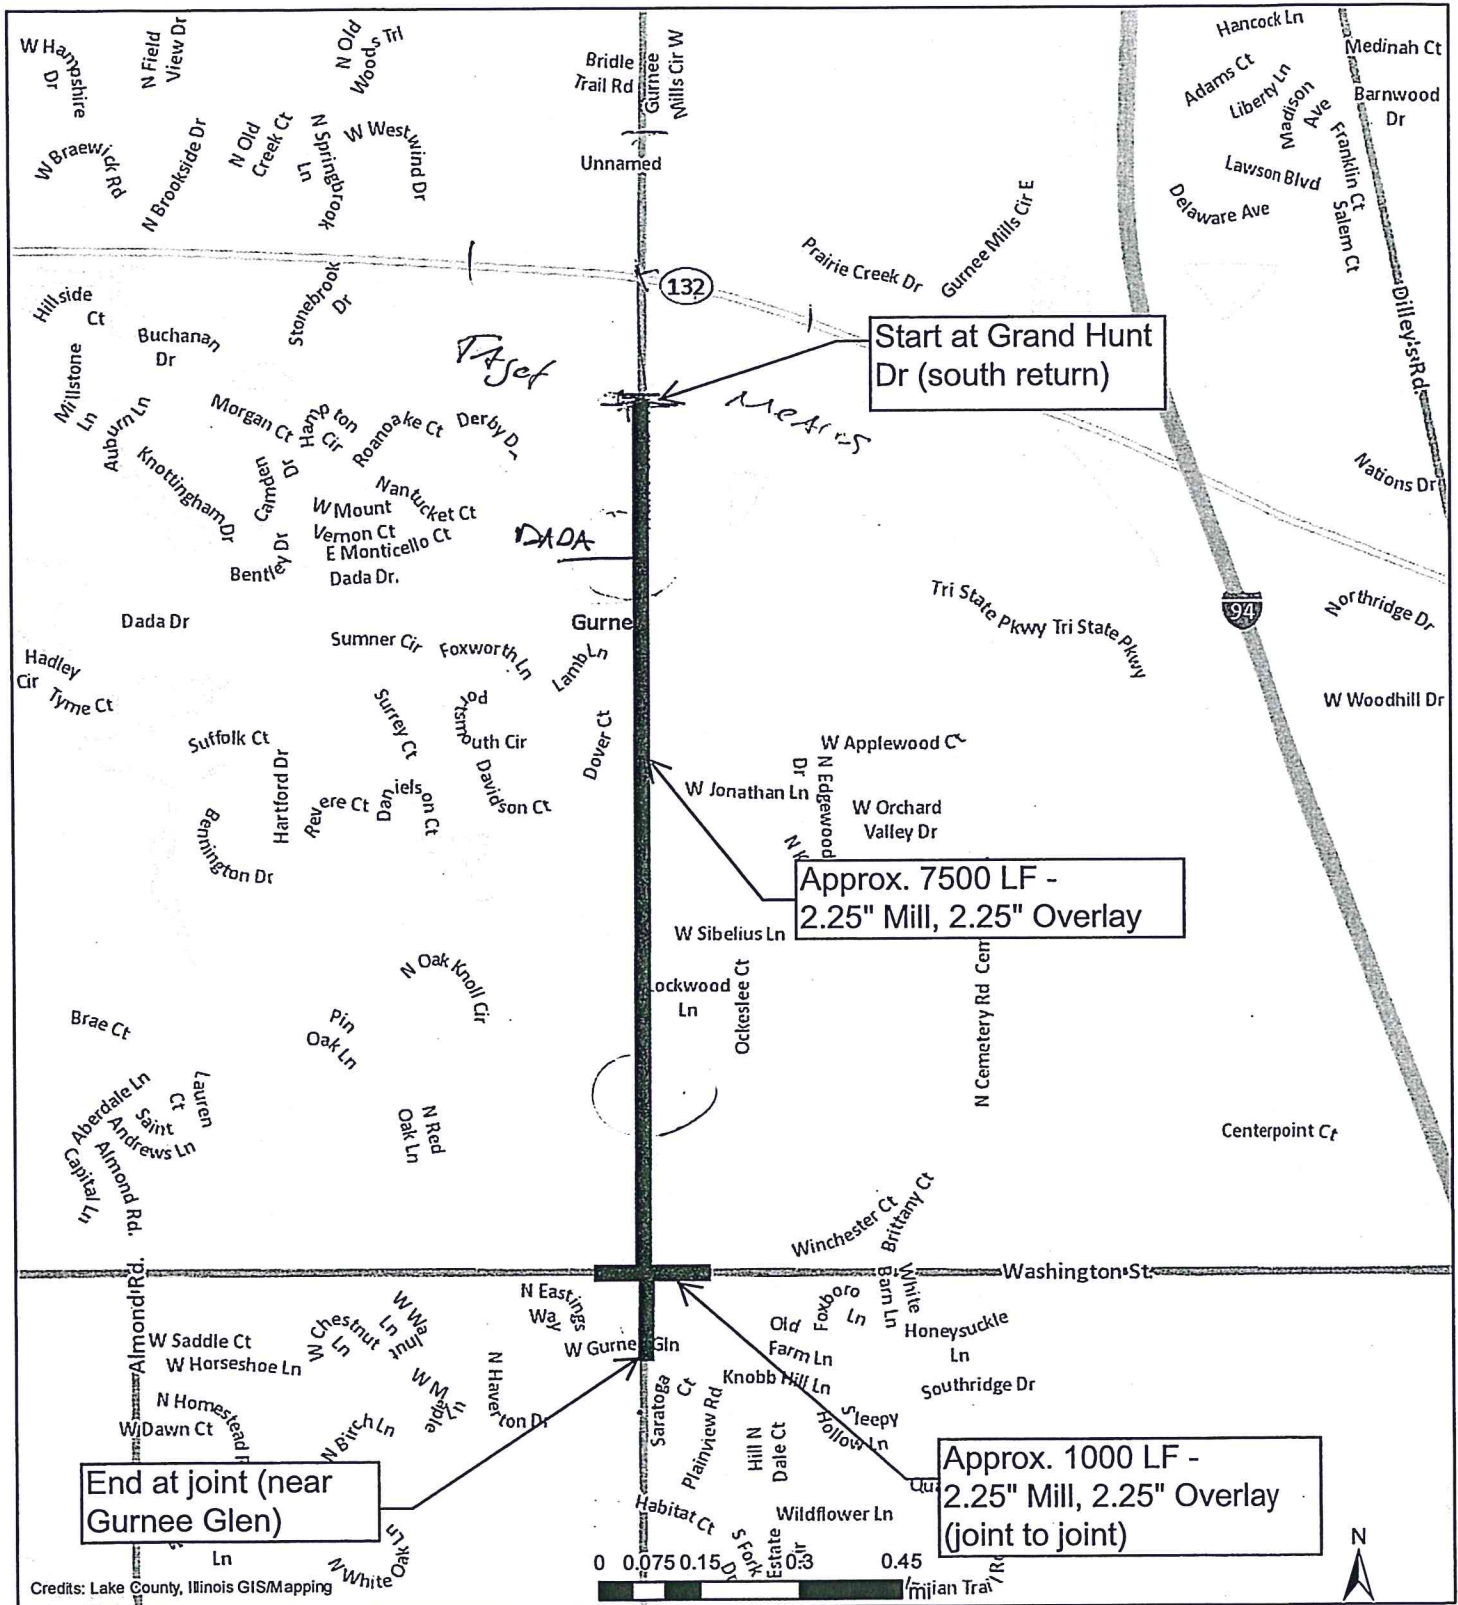 W Hampshire
Dr
N Field
View Dr
N Old
Woods Trl
Bridle
Trail Rd
Gurnee
Mills Cir W
Hancock Ln
Medinah Ct
Adams Ct
Liberty Ln
Madison
Ave
Barnwood
Dr
W Braewick Rd
N Brookside Dr
N Old
Creek Ct
N Springbrook
Ln
W Westwind Dr
Unnamed
Franklin Ct
Lawson Blvd
Delaware Ave
Salem Ct
Prairie Creek Dr
Gurnee Mills Cir E
132
Dilley's Rd.
Hillside
Ct
Stonebrook
Dr
Buchanan
Dr
Start at Grand Hunt
Dr (south return)
Millstone
Ln
Auburn Ln
Morgan Ct
Hampton
Cir
Roanoake Ct
Derby D
Knottingham Dr
Camden
Dr
Nantucket Ct
W Mount
Vernon Ct
E Monticello Ct
DADA
Nations Dr
Bentley Dr
Dada Dr.
Tri State Pkwy Tri State Pkwy
94
Northridge Dr
Dada Dr
Sumner Cir
Foxworth Ln
Gurne
Lamb Ln
Hadley
Cir
Tyme Ct
Surrey Ct
Portsmouth Cir
Dover Ct
W Woodhill Dr
Suffolk Ct
Hartford Dr
Revere Ct
Danielson Ct
Davidson Ct
W Applewood Ct
W Jonathan Ln
N Edgewood
Dr
W Orchard
Valley Dr
Bennington Dr
N K
Approx. 7500 LF -
2.25" Mill, 2.25" Overlay
W Sibelius Ln
N Oak Knoll Cir
ockwood
Ln
Ockeslee Ct
N Cemetery Rd Cem
Brae Ct
Pin
Oak Ln
Aberdale Ln
Saint
Andrews Ln
Lauren
Ct
N Red
Oak Ln
Capital Ln
Almond Rd.
Centerpoint Ct
Winchester Ct
Brittany Ct
Washington St.
Almond Rd.
N Eastings
Way
W Gurne
Gln
Foxboro
Ln
White
Barn Ln
Old
Farm Ln
Honeysuckle
Ln
W Saddle Ct
W Horseshoe Ln
W Chestnut
Ln
W Walnut
Ln
W Maple
Ln
N Haverton Dr
Saratoga
Ct
Knobb Hill Ln
Southridge Dr
N Homestead
W Dawn Ct
N Birch Ln
Plainview Rd
Hill N
Dale Ct
Sleepy
Hollow Ln
End at joint (near
Gurnee Glen)
Approx. 1000 LF -
2.25" Mill, 2.25" Overlay
(joint to joint)
Habitat Ct
Wildflower Ln
S Fork
Dr
Estate
Ln
N White Oak Ln
0 0.075 0.15 0.3 0.45
mi
N
Credits: Lake County, Illinois GIS/Mapping